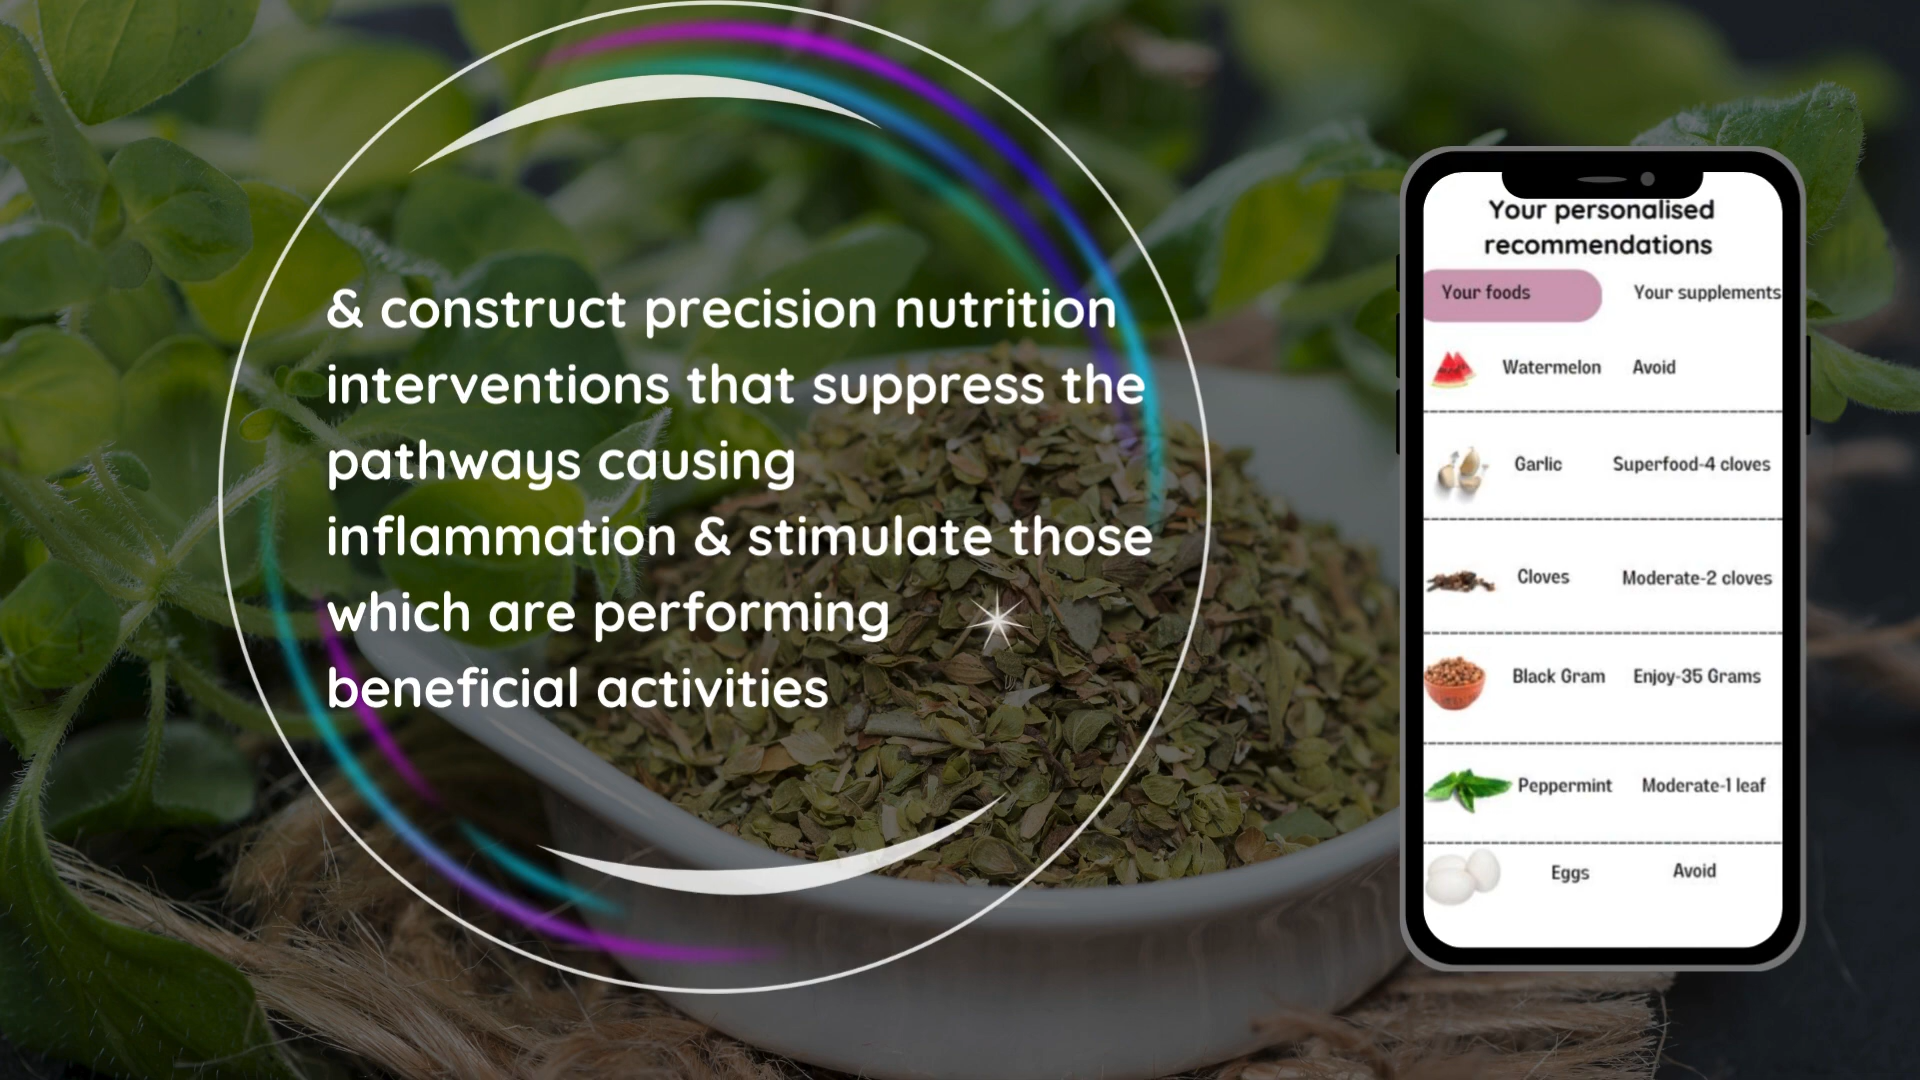 & construct precision nutrition
interventions that suppress the
pathways causing
inflammation & stimulate those
which are performing
beneficial activities
Your personalised
recommendations
Your foods Your supplements
Watermelon Avoid
Garlic Superfood-4 cloves
Cloves Moderate-2 cloves
Black Gram Enjoy-35 Grams
Peppermint Moderate-1 leaf
Eggs Avoid